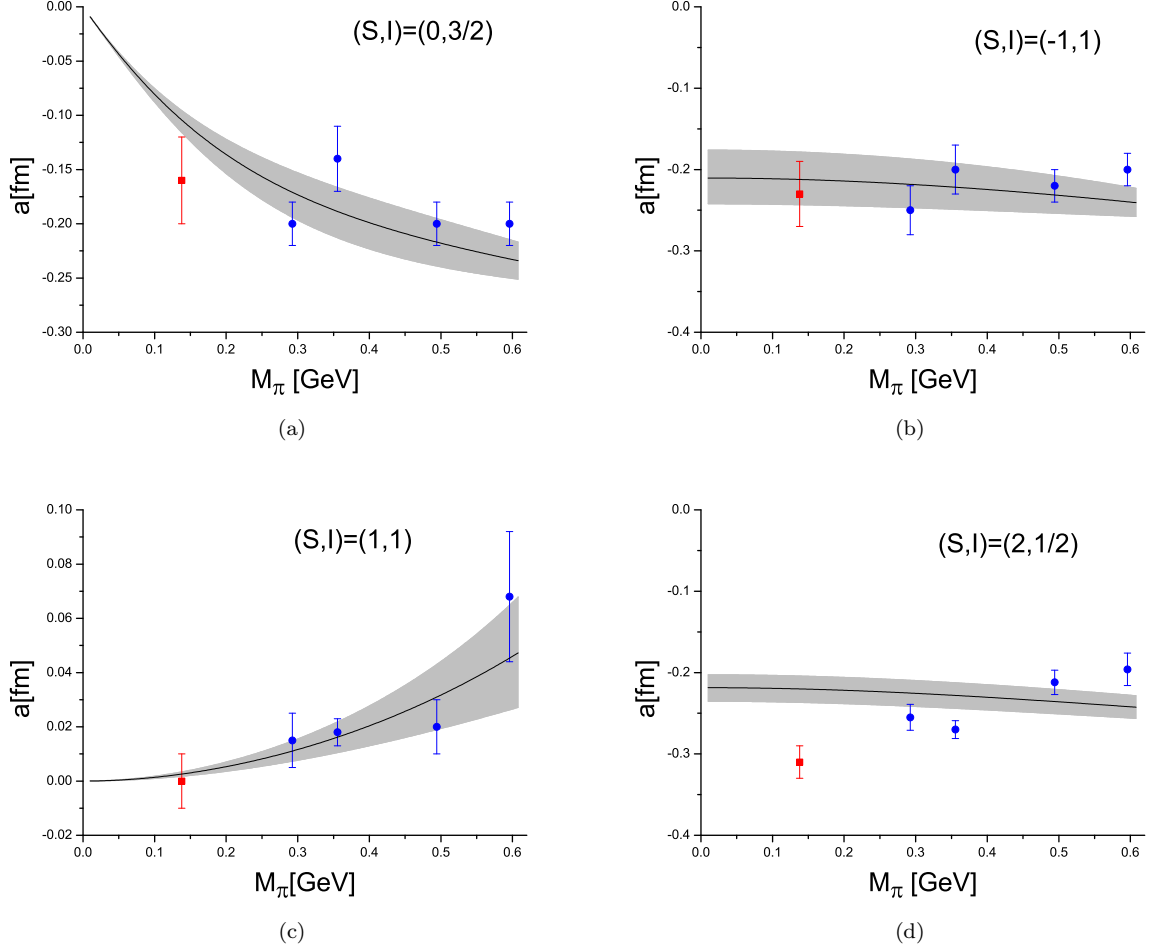 (S,I)=(0,3/2)
a[fm]
0.00
-0.05
-0.10
-0.15
-0.20
-0.25
-0.30
0.0 0.1 0.2 0.3 0.4 0.5 0.6
M_π [GeV]
(a)
(S,I)=(-1,1)
a[fm]
0.0
-0.1
-0.2
-0.3
-0.4
0.0 0.1 0.2 0.3 0.4 0.5 0.6
M_π [GeV]
(b)
(S,I)=(1,1)
a[fm]
0.10
0.08
0.06
0.04
0.02
0.00
-0.02
0.0 0.1 0.2 0.3 0.4 0.5 0.6
M_π[GeV]
(c)
(S,I)=(2,1/2)
a[fm]
0.0
-0.1
-0.2
-0.3
-0.4
0.0 0.1 0.2 0.3 0.4 0.5 0.6
M_π [GeV]
(d)